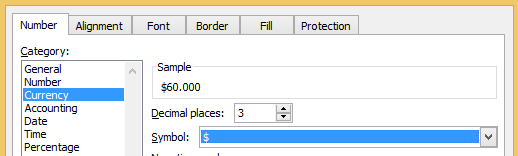 Number Alignment Font Border Fill Protection
Category:
General
Number
Currency
Accounting
Date
Time
Percentage
Sample
$60.000
Decimal places: 3
Symbol: $